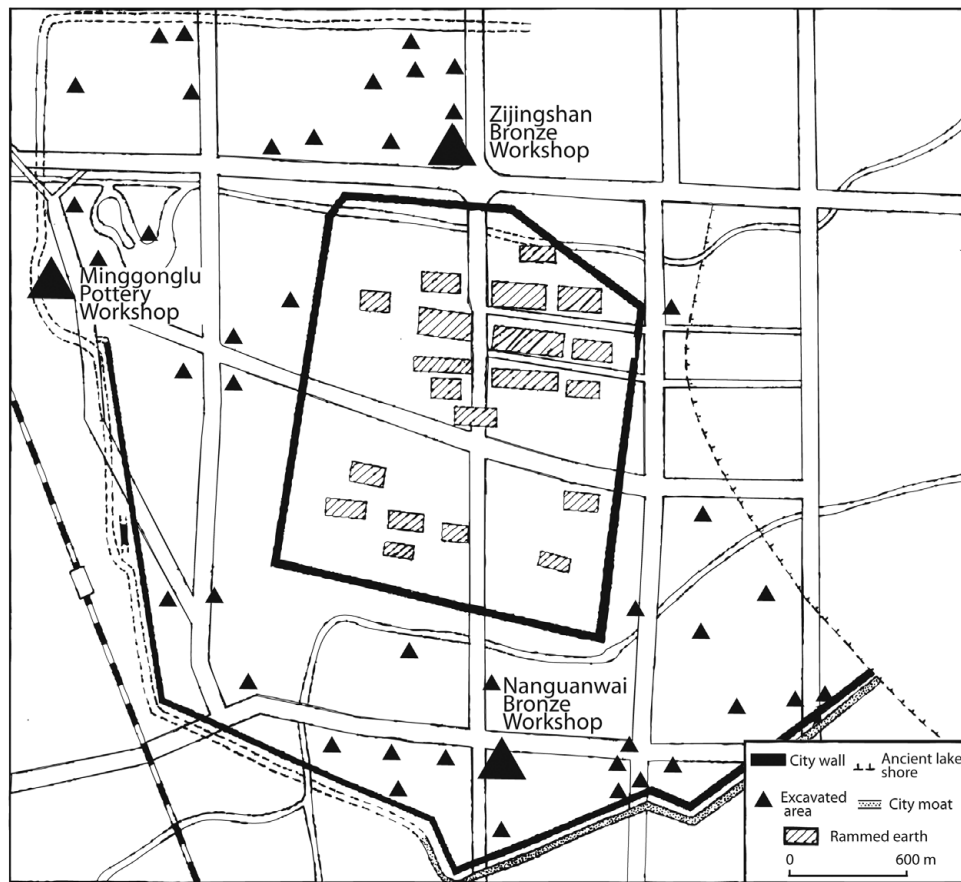 Zijingshan
Bronze
Workshop
Minggonglu
Pottery
Workshop
Nanguanwai
Bronze
Workshop
City wall
Ancient lake
shore
Excavated
area
City moat
Rammed earth
0
600 m